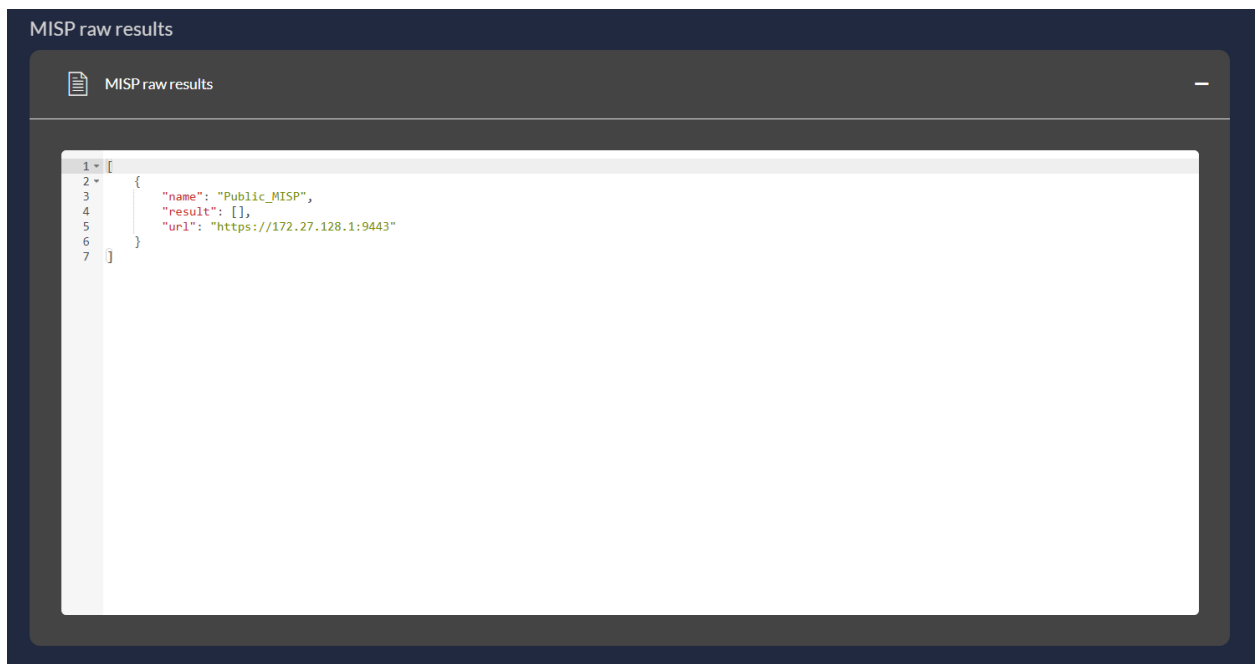 MISP raw results
MISP raw results
1 [
2 {
3 "name": "Public_MISP",
4 "result": [],
5 "url": "https://172.27.128.1:9443"
6 }
7 ]